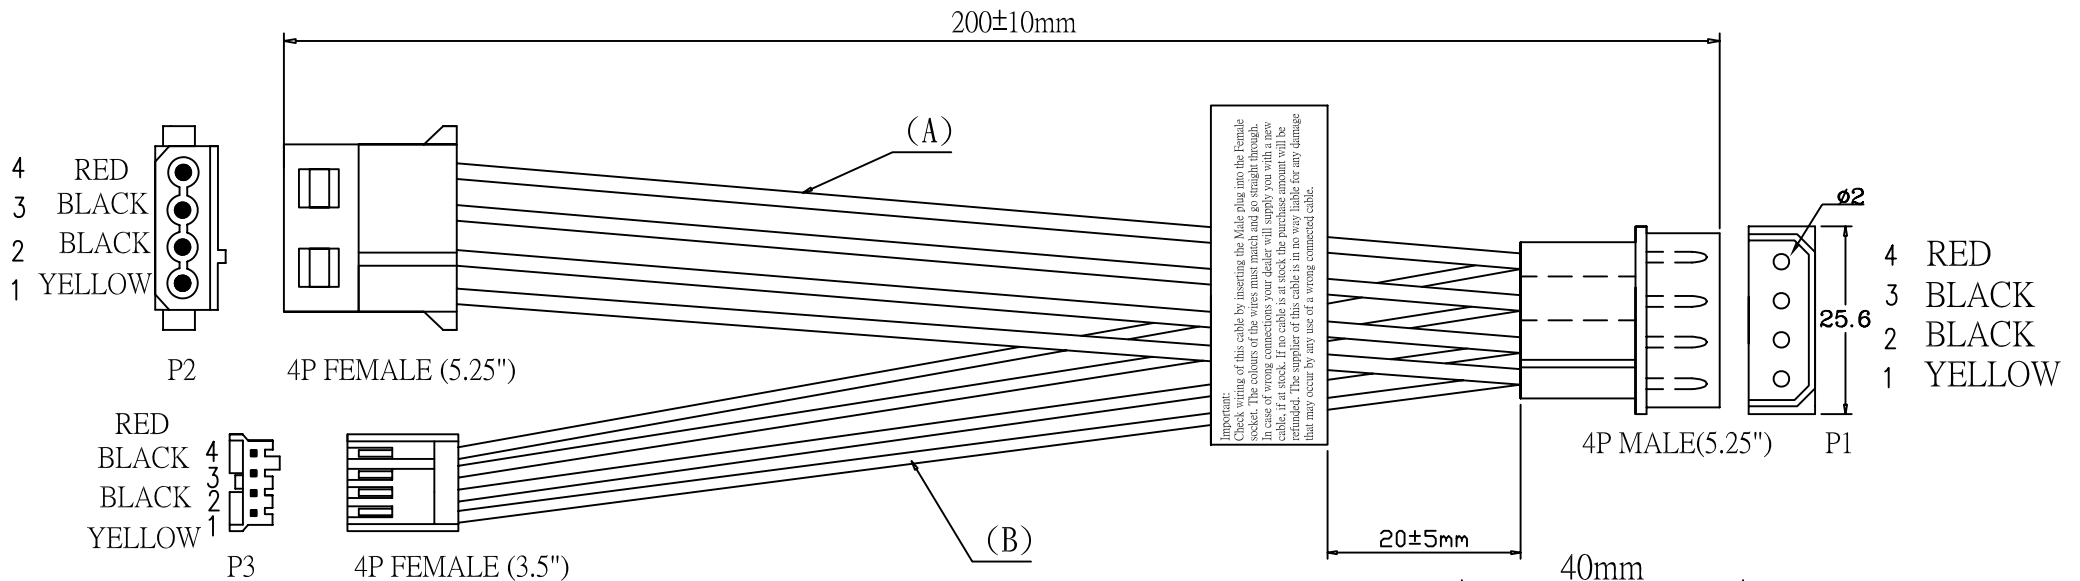 200±10mm
(A)
4 RED
3 BLACK
2 BLACK
1 YELLOW
P2
4P FEMALE (5.25")
Important:
Check wiring of this cable by inserting the Male plug into the Female
socket. The colours of the wires must match and go straight through.
In case of wrong connections your dealer will supply you with a new
cable, if at stock. If no cable is at stock the purchase amount will be
refunded. The supplier of this cable is in no way liable for any damage
that may occur by any use of a wrong connected cable.
ø2
25.6
4 RED
3 BLACK
2 BLACK
1 YELLOW
4P MALE(5.25")
P1
RED
BLACK 4
3
BLACK 2
YELLOW 1
P3
4P FEMALE (3.5")
(B)
20±5mm
40mm